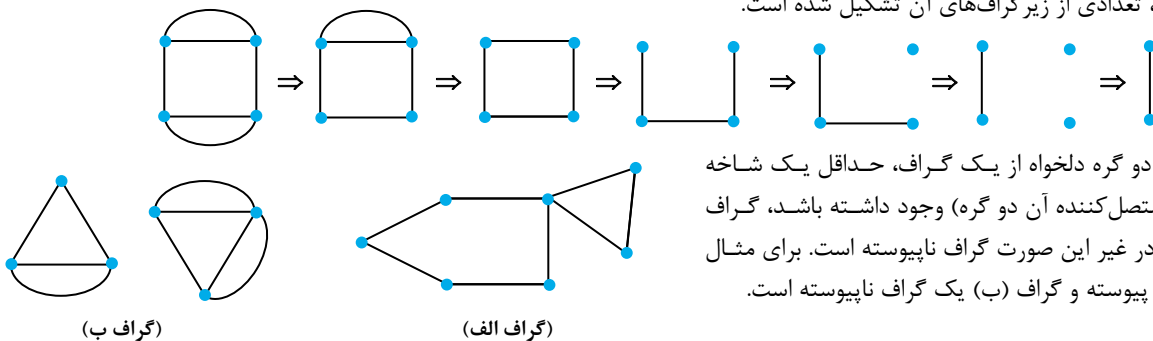 ، تعدادی از زیرگراف‌های آن تشکیل شده است.
دو گره دلخواه از یک گراف، حداقل یک شاخه
متصل‌کننده آن دو گره) وجود داشته باشد، گراف
در غیر این صورت گراف ناپیوسته است. برای مثال
پیوسته و گراف (ب) یک گراف ناپیوسته است.
(گراف الف)
(گراف ب)